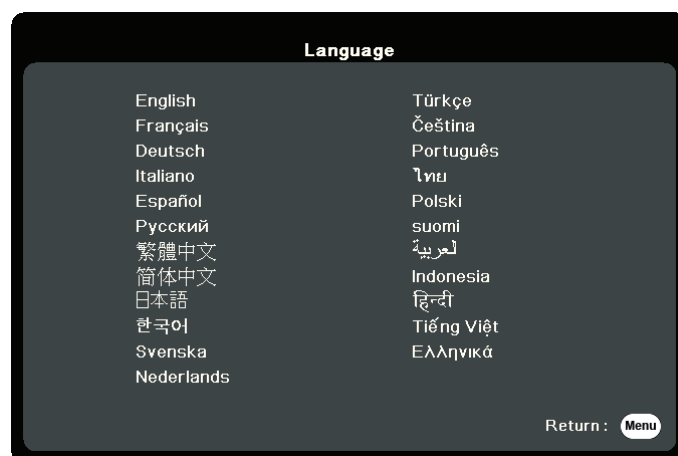 Language
English
Français
Deutsch
Italiano
Español
Русский
繁體中文
简体中文
日本語
한국어
Svenska
Nederlands
Türkçe
Čeština
Português
ไทย
Polski
suomi
العربية
Indonesia
हिन्दी
Tiếng Việt
Ελληνικά
Return : Menu